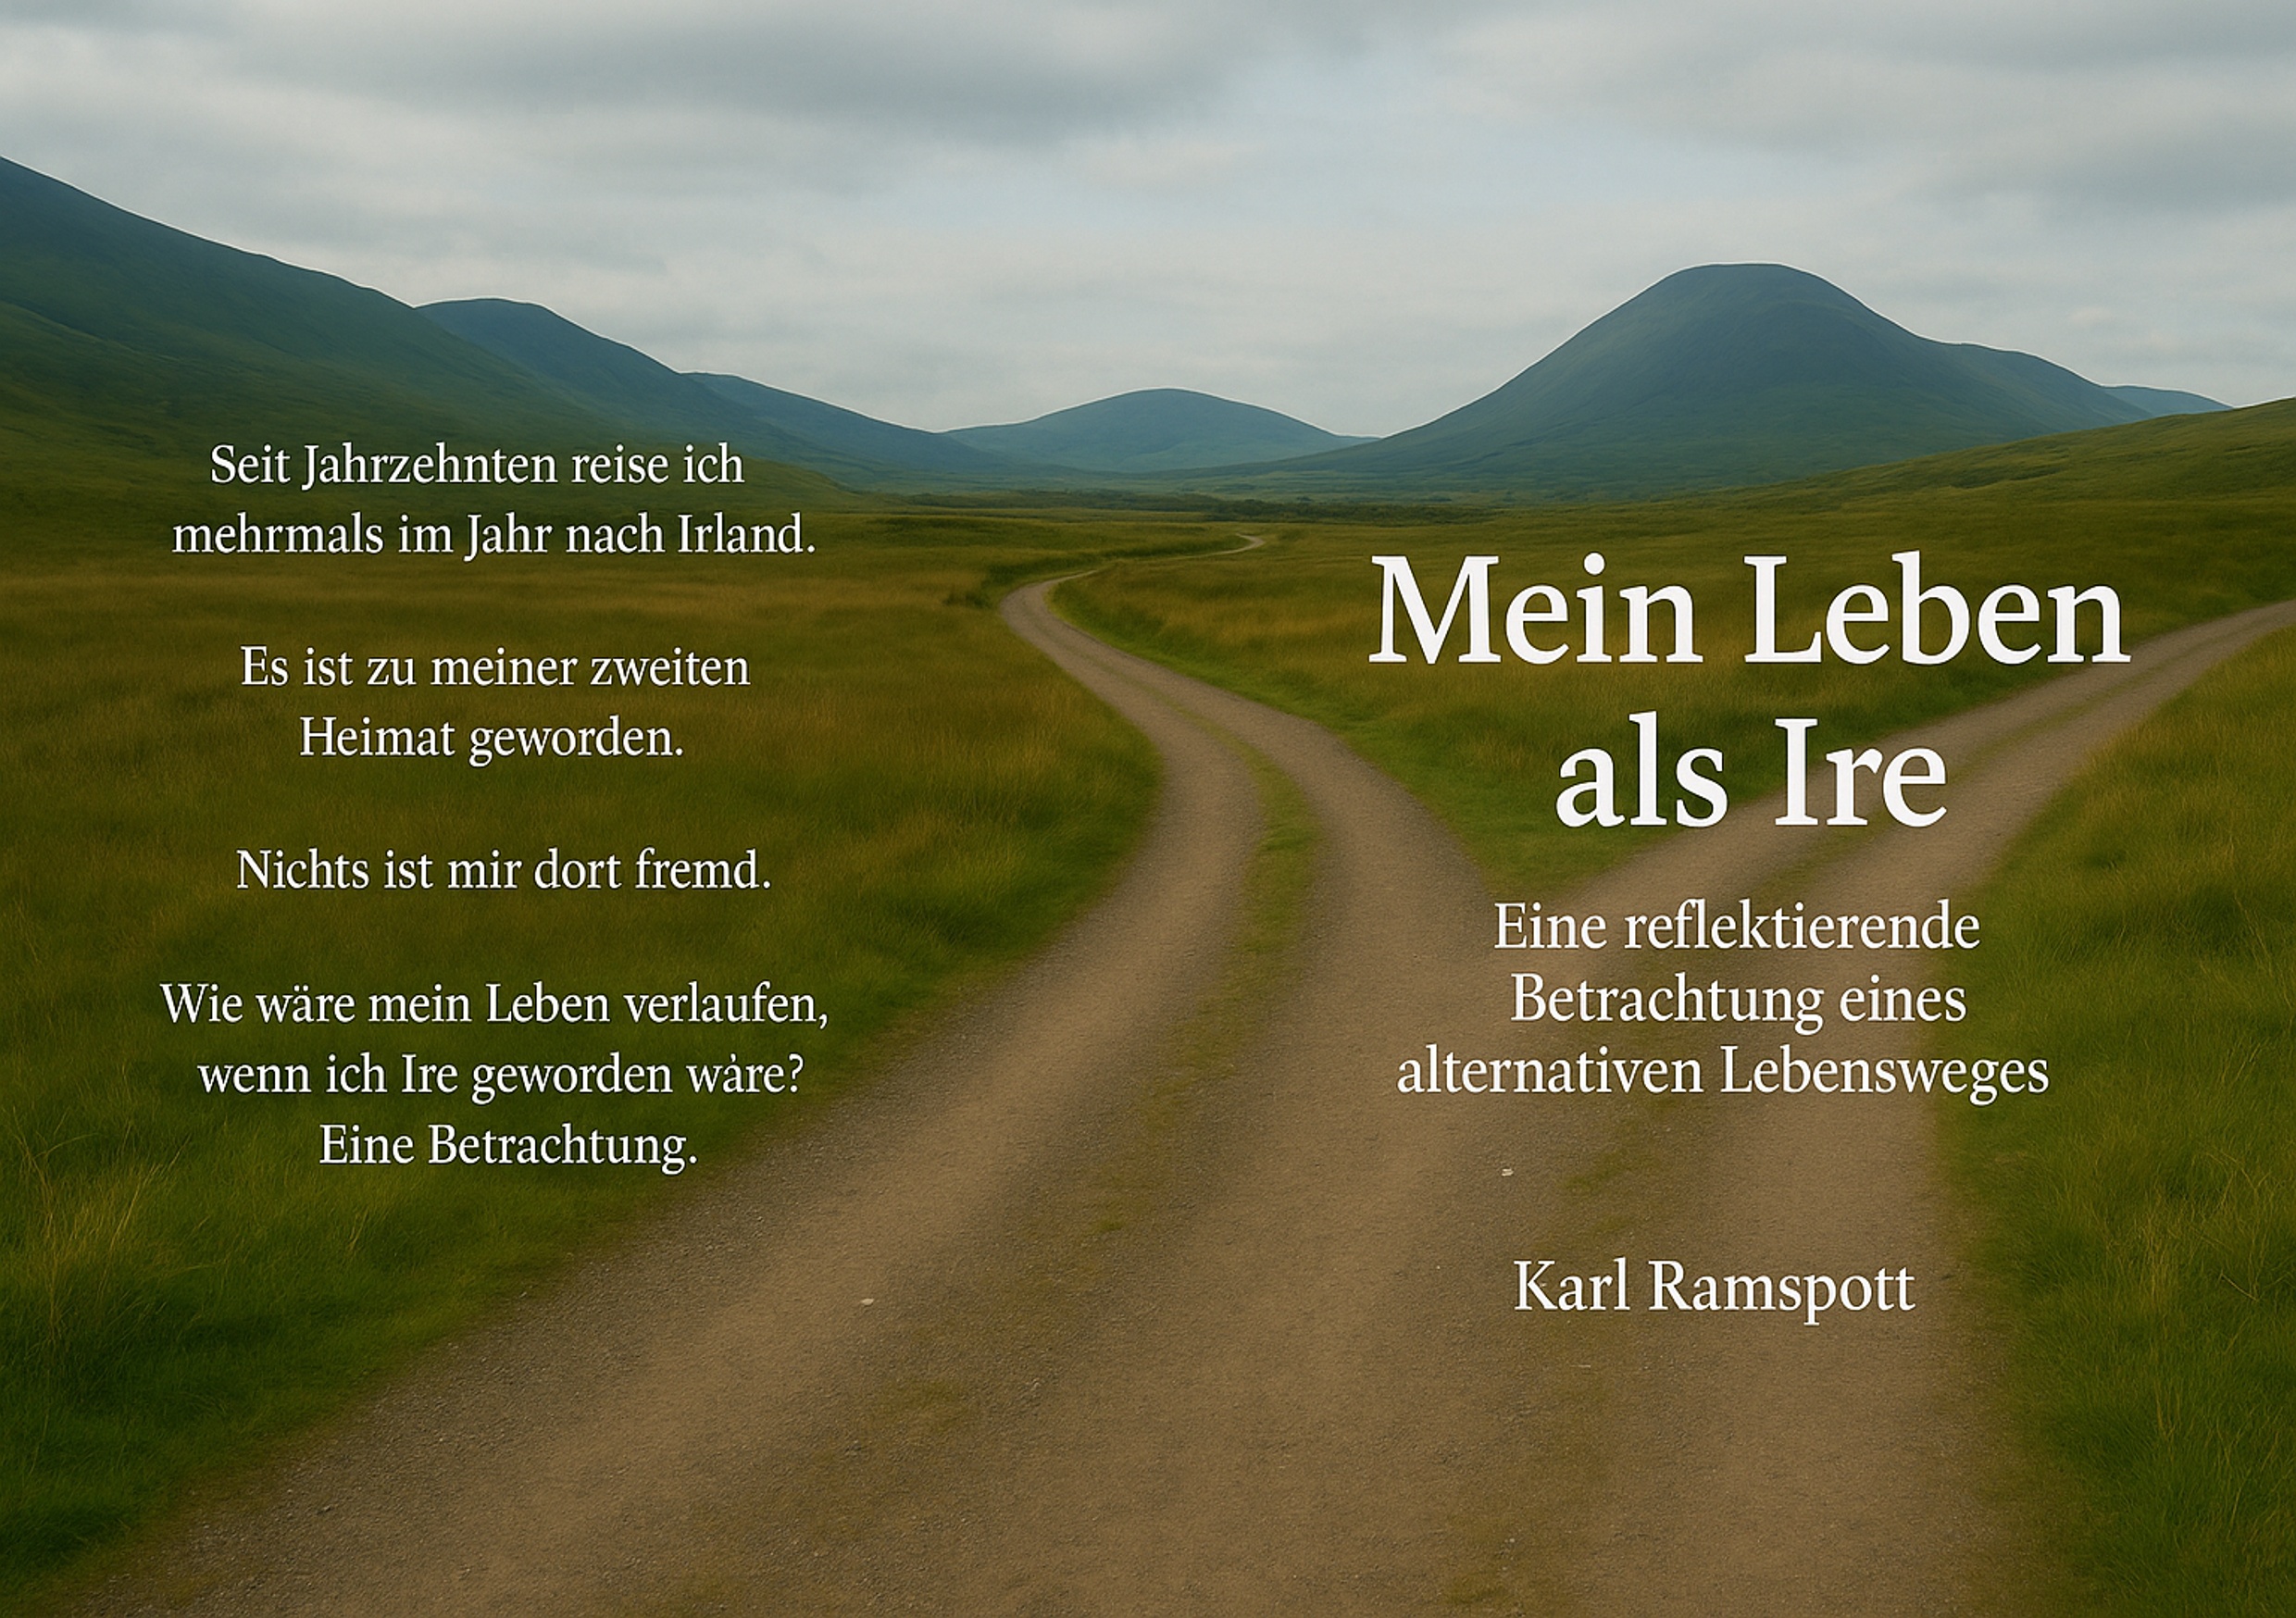 Seit Jahrzehnten reise ich
mehrmals im Jahr nach Irland.
Es ist zu meiner zweiten
Heimat geworden.
Nichts ist mir dort fremd.
Wie wäre mein Leben verlaufen,
wenn ich Ire geworden wȧre?
Eine Betrachtung.
Mein Leben
als Ire
Eine reflektierende
Betrachtung eines
alternativen Lebensweges
Karl Ramspott